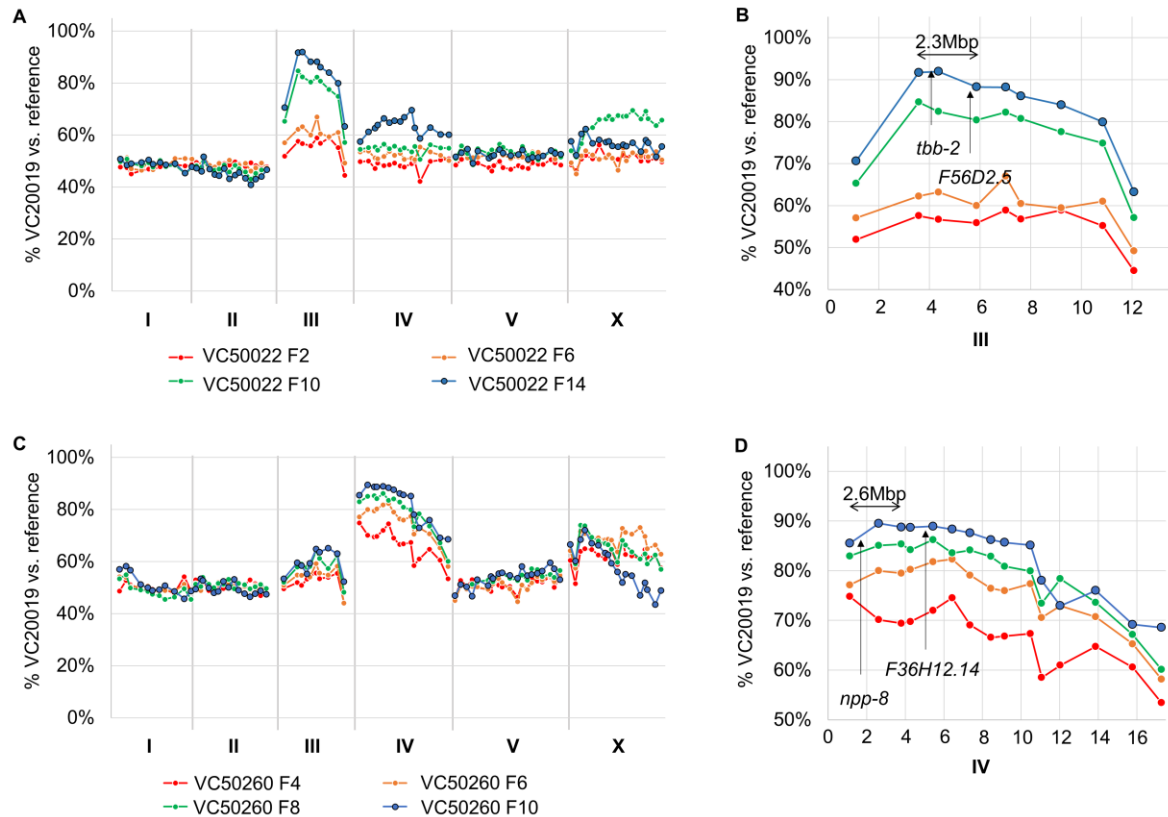 A
% VC20019 vs. reference
100%
80%
60%
40%
20%
0%
I II III IV V X
VC50022 F2 VC50022 F6
VC50022 F10 VC50022 F14
B
% VC20019 vs. reference
100%
90%
80%
70%
60%
50%
40%
2.3Mbp
tbb-2
F56D2.5
0 2 4 6 8 10 12
III
C
% VC20019 vs. reference
100%
80%
60%
40%
20%
0%
I II III IV V X
VC50260 F4 VC50260 F6
VC50260 F8 VC50260 F10
D
% VC20019 vs. reference
100%
90%
80%
70%
60%
50%
2.6Mbp
F36H12.14
npp-8
0 2 4 6 8 10 12 14 16
IV